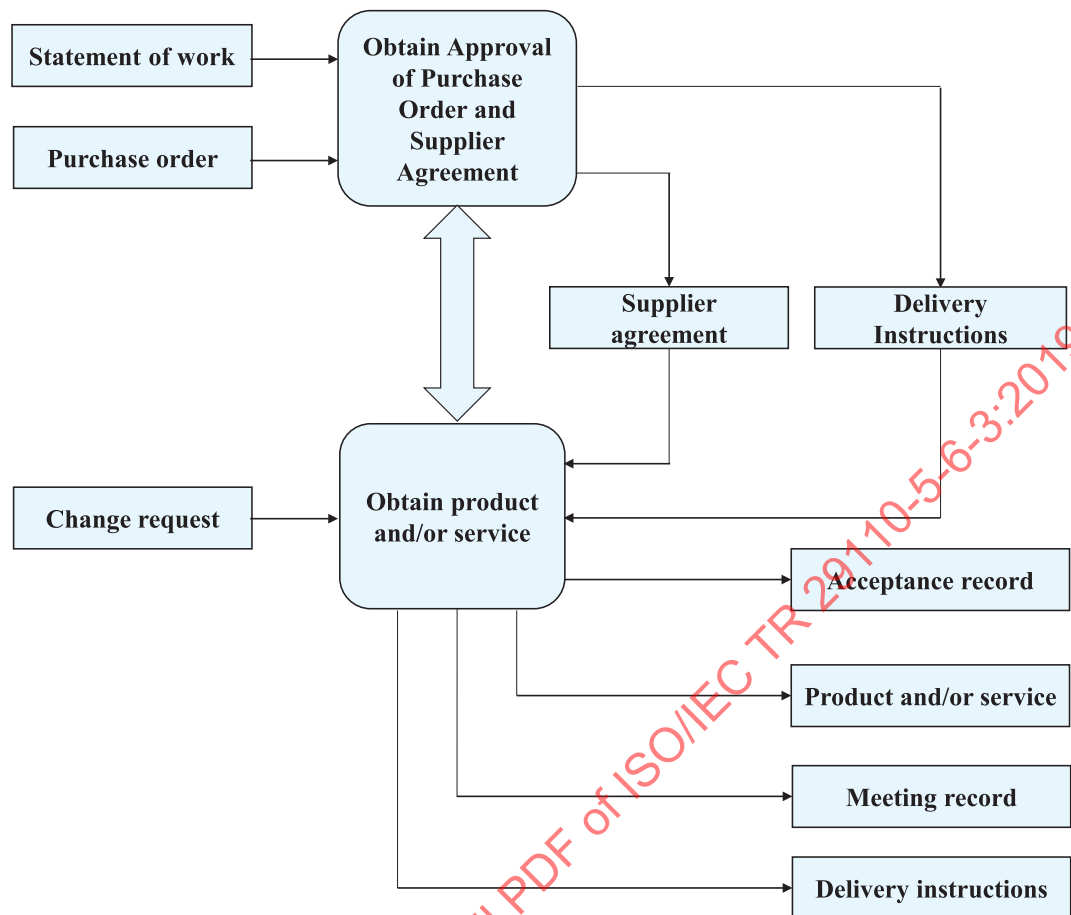 Statement of work
Obtain Approval
of Purchase
Order and
Supplier
Agreement
Purchase order
Supplier
agreement
Delivery
Instructions
Change request
Obtain product
and/or service
Acceptance record
Product and/or service
Meeting record
Delivery instructions
PDF of ISO/IEC TR 29110-5-6-3:2019